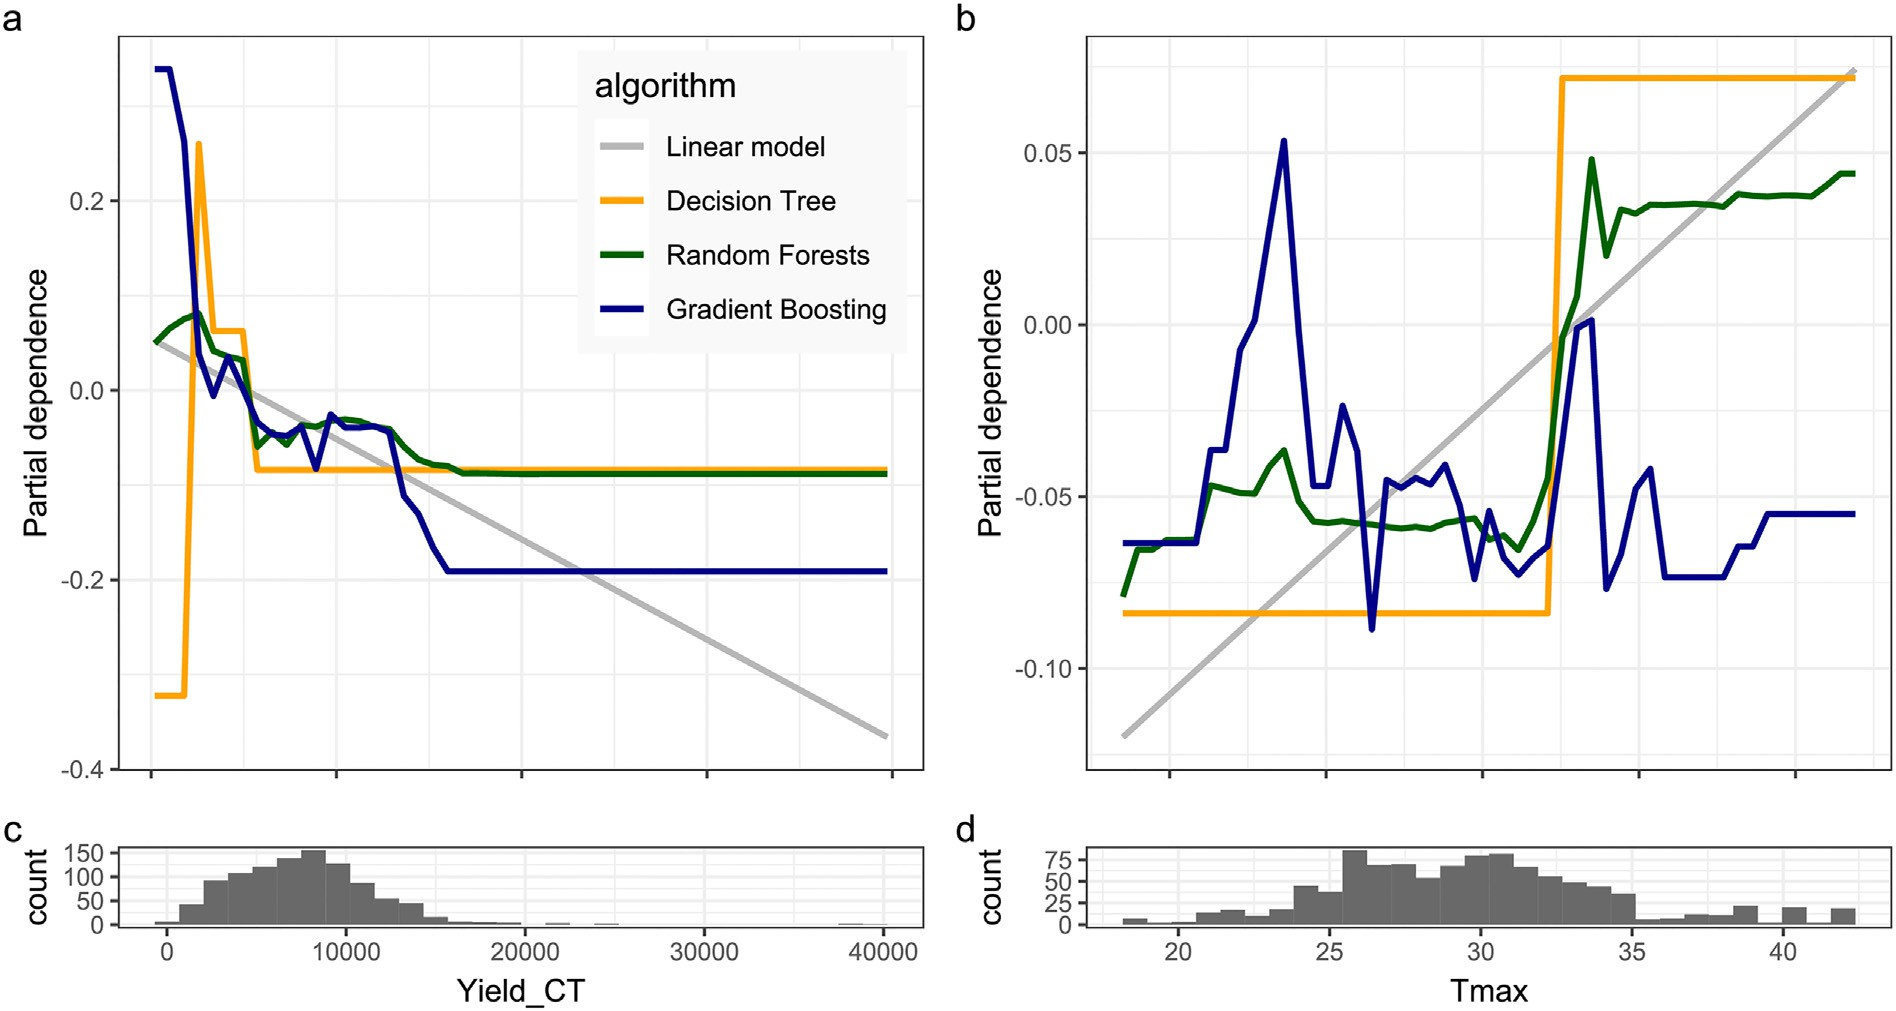 a
Partial dependence
0.2
0.0
-0.2
-0.4
algorithm
Linear model
Decision Tree
Random Forests
Gradient Boosting
b
Partial dependence
0.05
0.00
-0.05
-0.10
c
count
150
100
50
0
0 10000 20000 30000 40000
Yield_CT
d
count
75
50
25
0
20 25 30 35 40
Tmax